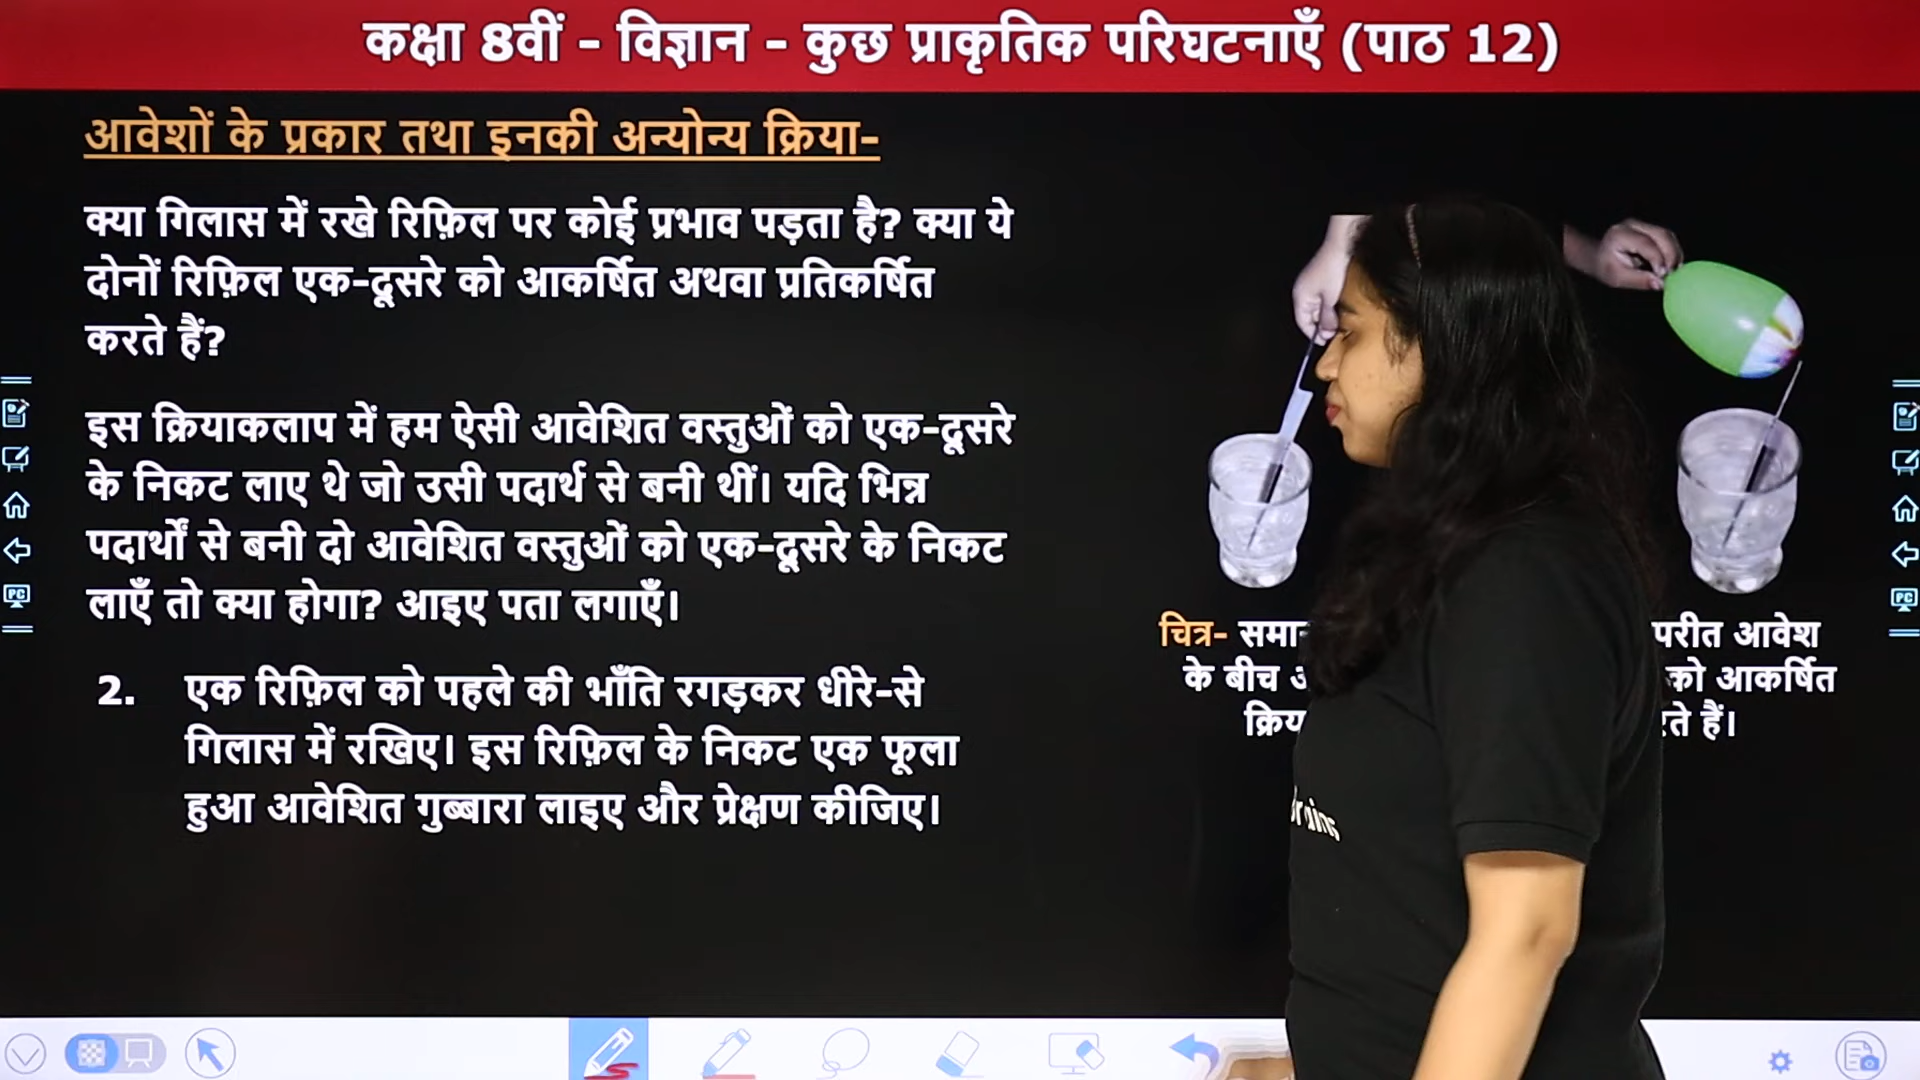 कक्षा 8वीं - विज्ञान - कुछ प्राकृतिक परिघटनाएँ (पाठ 12)
आवेशों के प्रकार तथा इनकी अन्योन्य क्रिया-
क्या गिलास में रखे रिफ़िल पर कोई प्रभाव पड़ता है? क्या ये
दोनों रिफ़िल एक-दूसरे को आकर्षित अथवा प्रतिकर्षित
करते हैं?
इस क्रियाकलाप में हम ऐसी आवेशित वस्तुओं को एक-दूसरे
के निकट लाए थे जो उसी पदार्थ से बनी थीं। यदि भिन्न
पदार्थों से बनी दो आवेशित वस्तुओं को एक-दूसरे के निकट
लाएँ तो क्या होगा? आइए पता लगाएँ।
2. एक रिफ़िल को पहले की भाँति रगड़कर धीरे-से
गिलास में रखिए। इस रिफ़िल के निकट एक फूला
हुआ आवेशित गुब्बारा लाइए और प्रेक्षण कीजिए।
चित्र-
के बीच
आवेश
को आकर्षित
हैं।
PC
PC